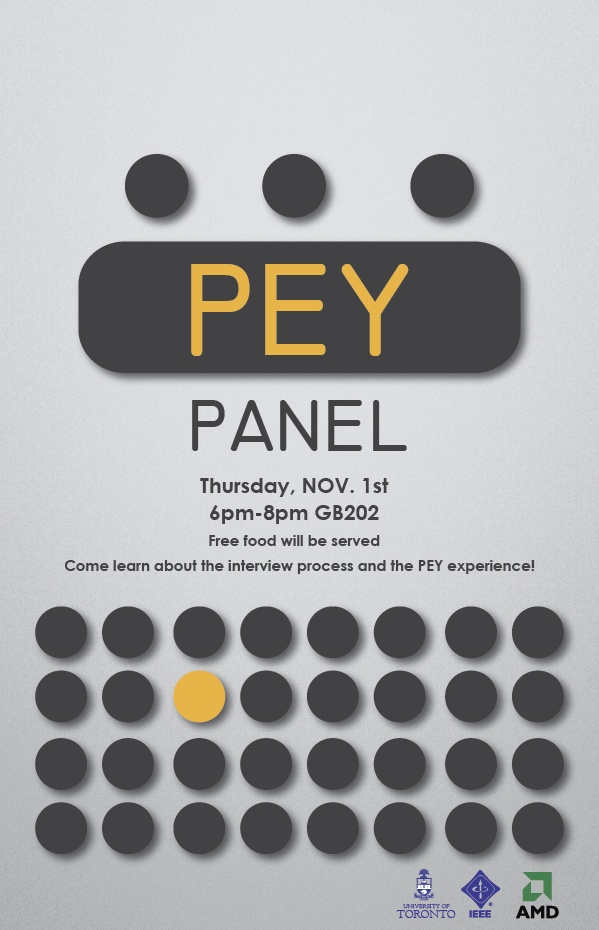 PEY
PANEL
Thursday, NOV. 1st
6pm-8pm GB202
Free food will be served
Come learn about the interview process and the PEY experience!
UNIVERSITY OF
TORONTO
IEEE
AMD